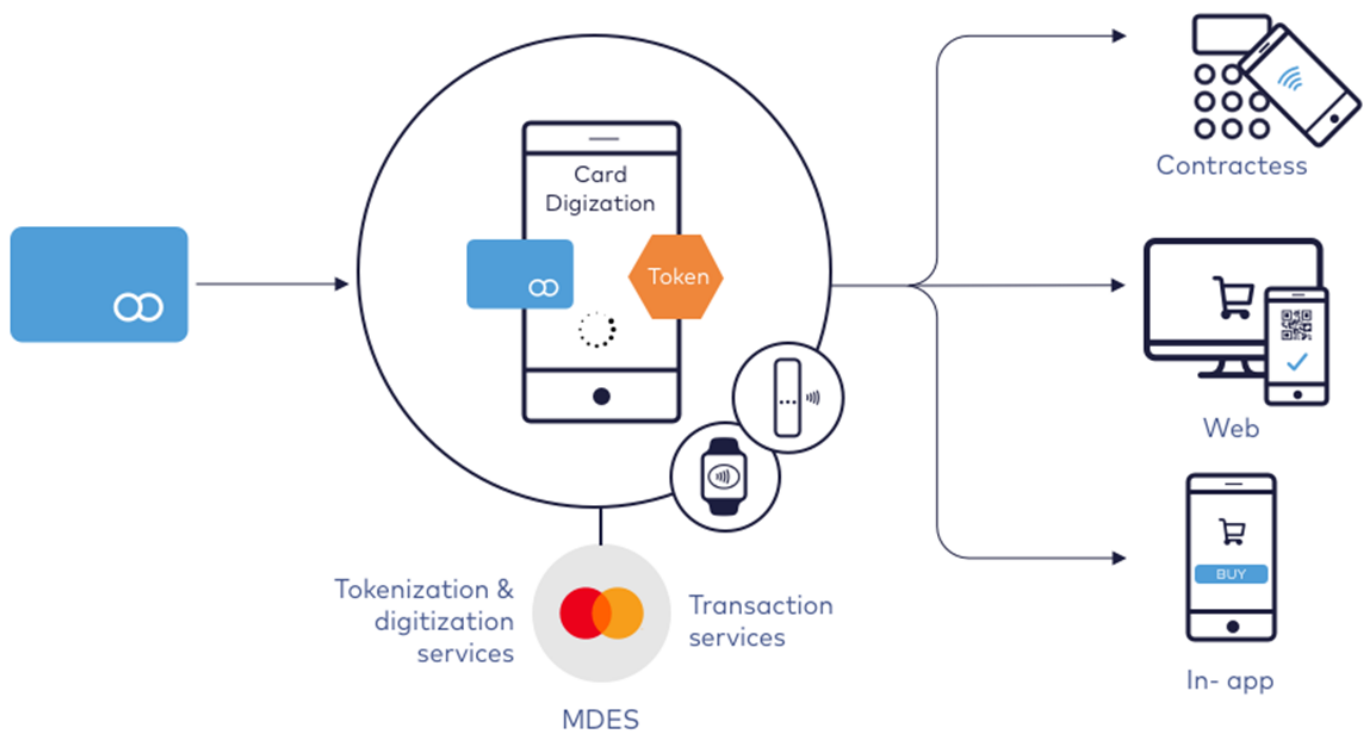 Card
Digization
Token
Tokenization &
digitization
services
Transaction
services
MDES
Contractess
Web
BUY
In- app